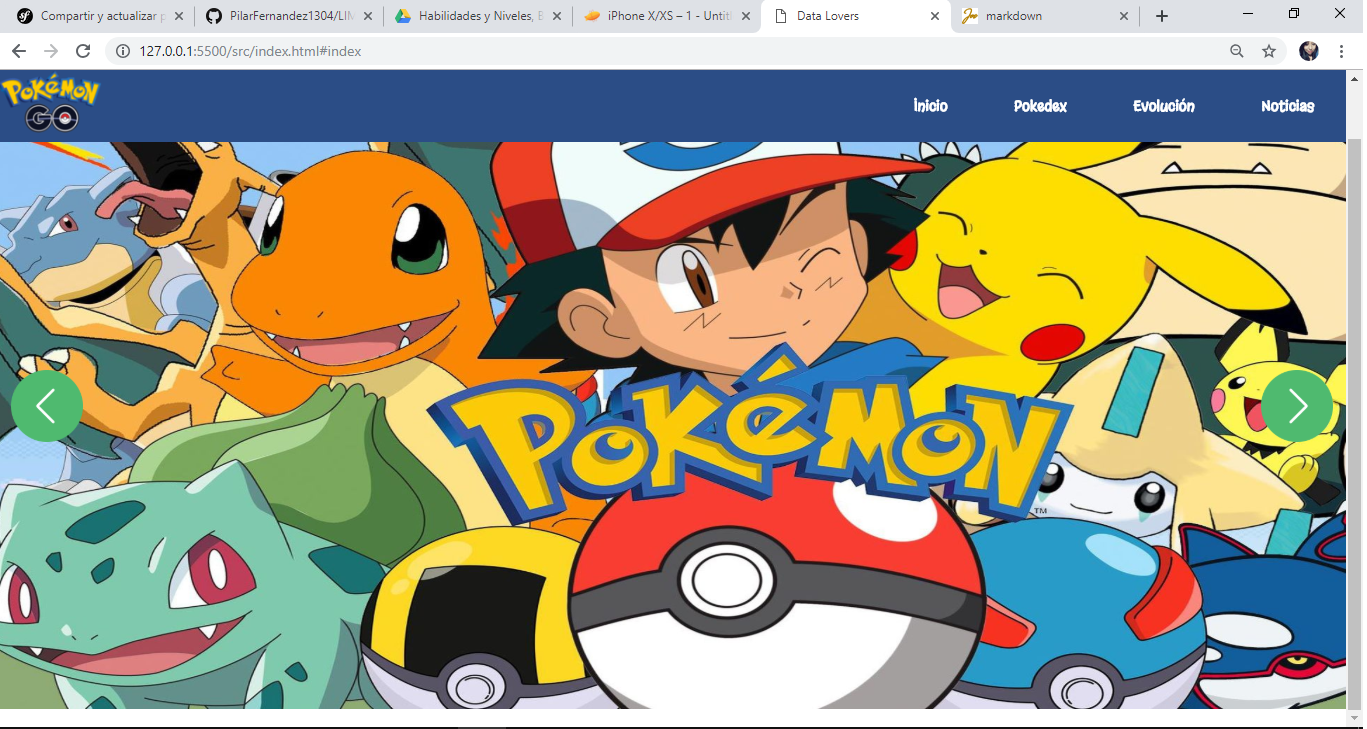 Compartir y actualizar p
PilarFernandez1304/LIM
Habilidades y Niveles, E
iPhone X/XS – 1 - Untitl
Data Lovers
markdown
127.0.0.1:5500/src/index.html#index
POKéMON
GO
Inicio
Pokedex
Evolución
Noticias
POKéMON
TM